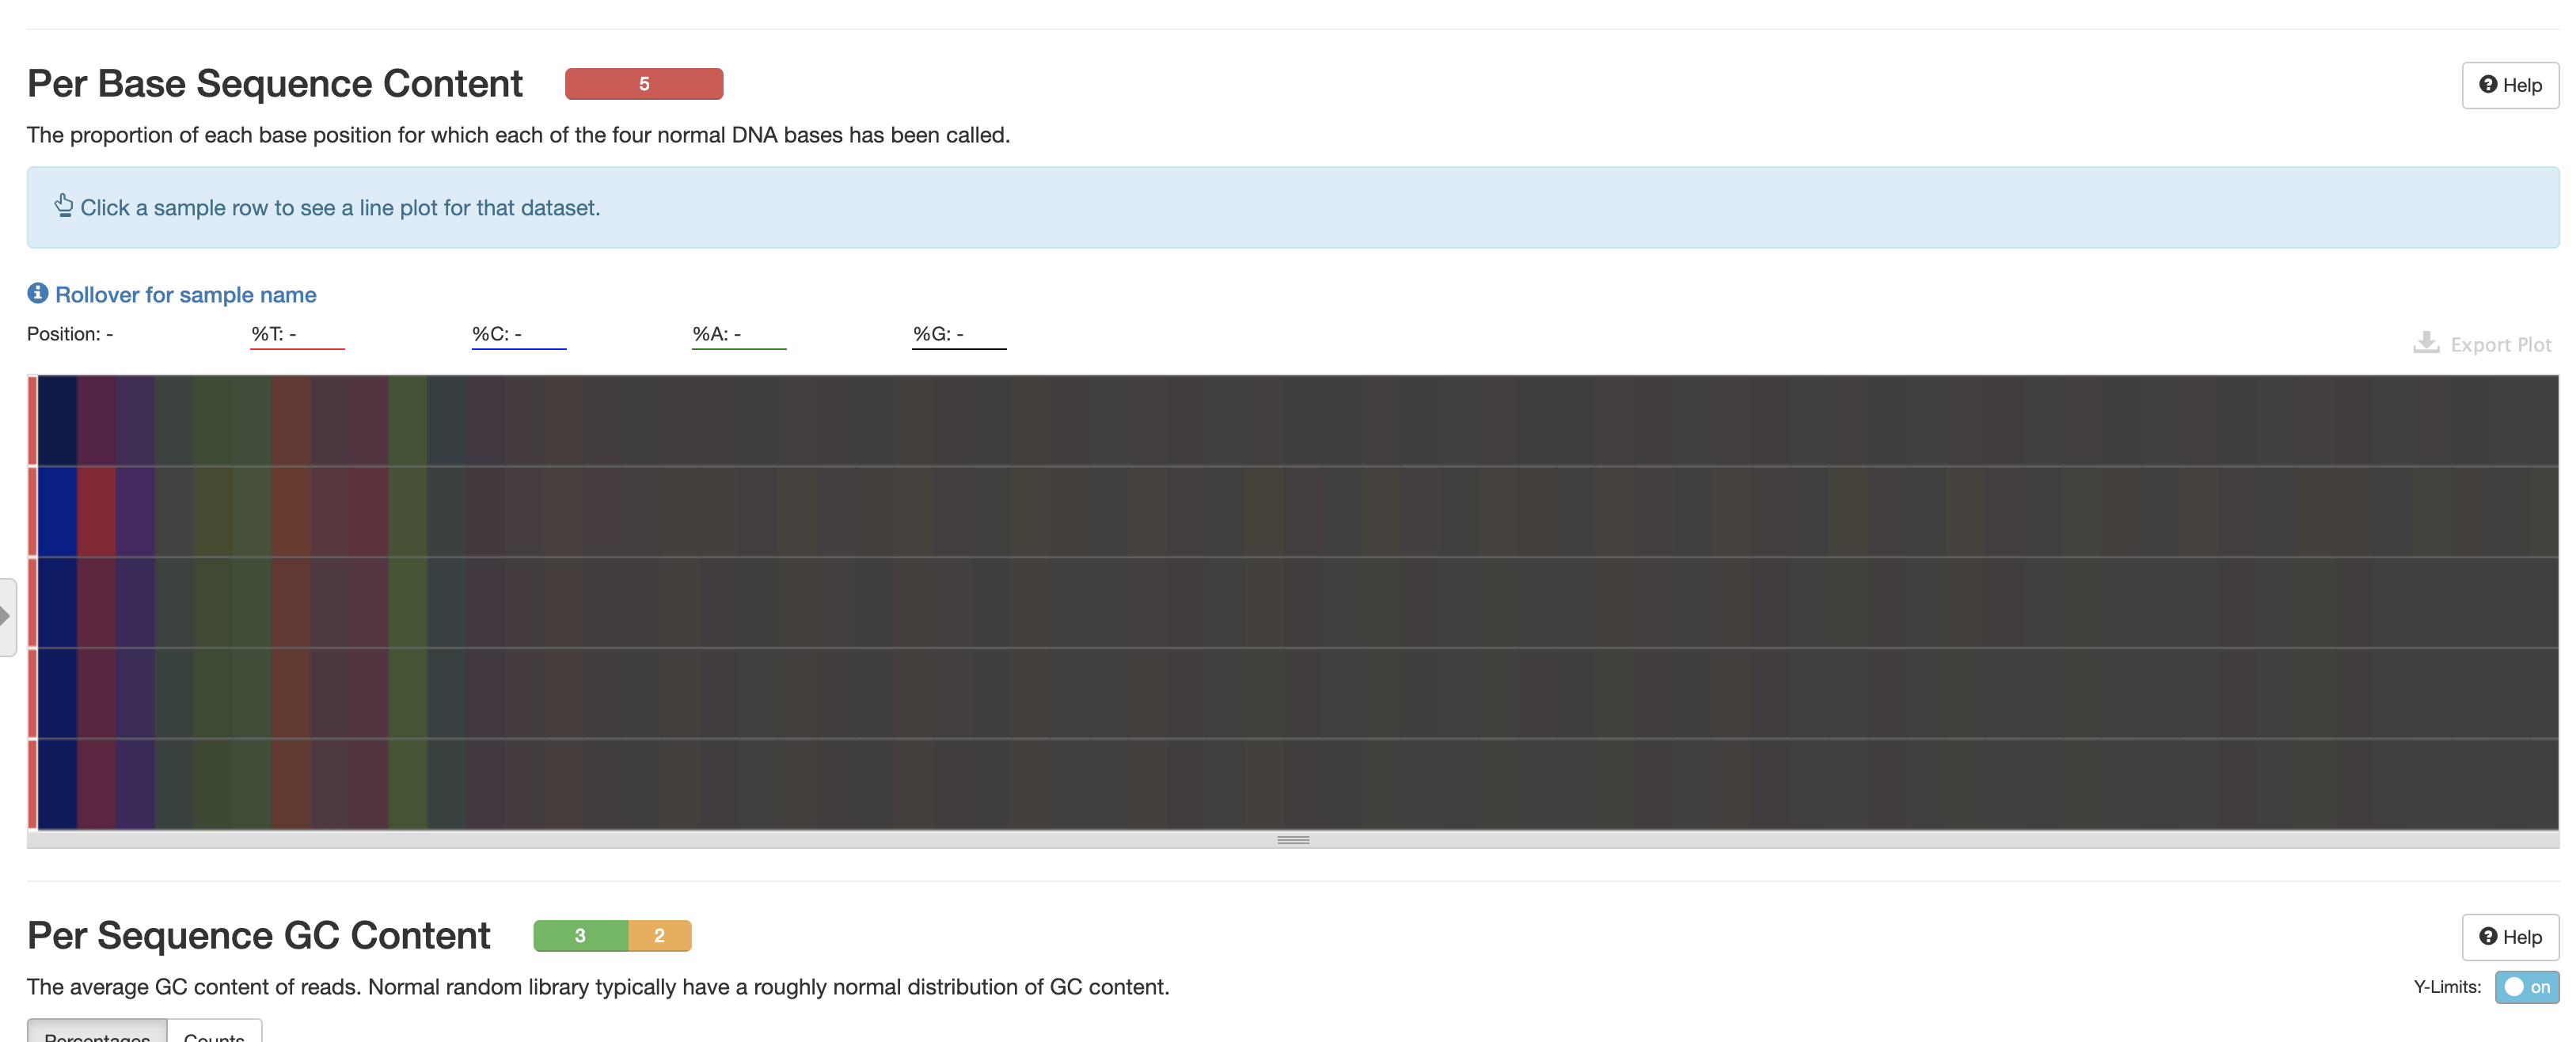 Per Base Sequence Content 5
Help
The proportion of each base position for which each of the four normal DNA bases has been called.
Click a sample row to see a line plot for that dataset.
Rollover for sample name
Position: - %T: - %C: - %A: - %G: -
Export Plot
Per Sequence GC Content 3 2
Help
The average GC content of reads. Normal random library typically have a roughly normal distribution of GC content.
Y-Limits: on
Percentages Counts